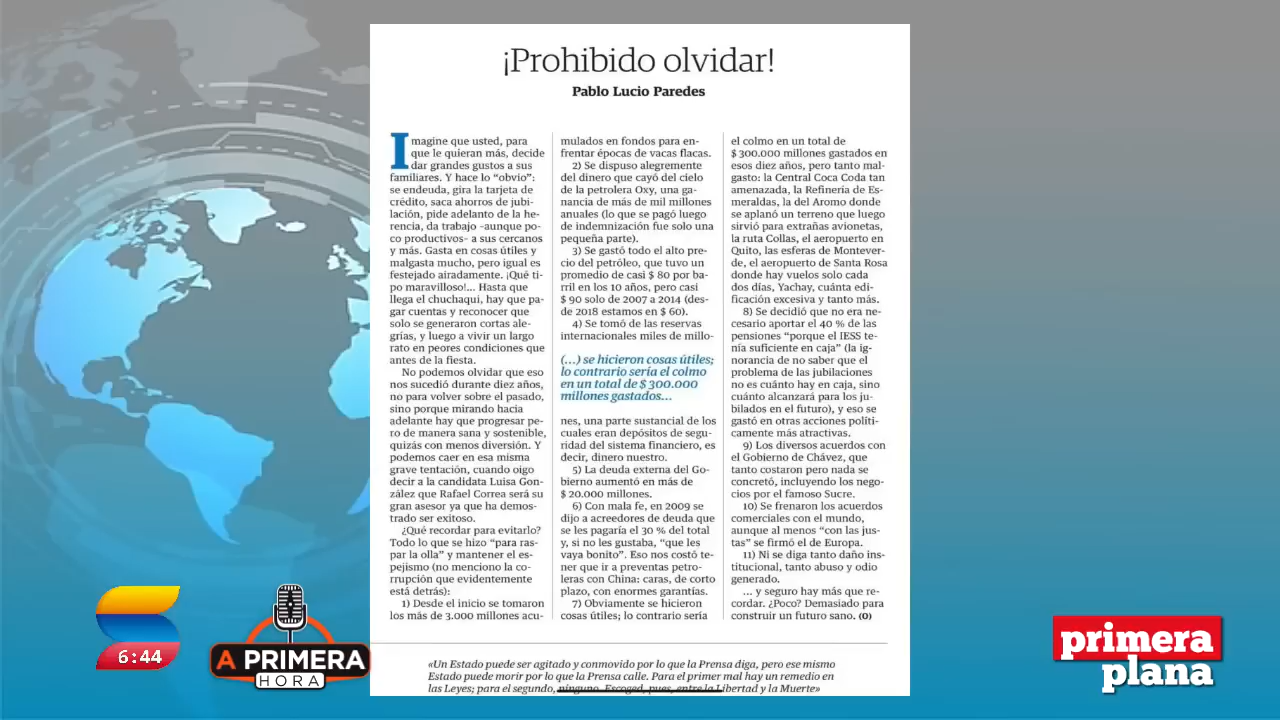 ¡Prohibido olvidar!
Pablo Lucio Paredes
Imagine que usted, para
que le quieran más, decide
dar grandes gustos a sus
familiares. Y hace lo “obvio”:
se endeuda, gira la tarjeta de
crédito, saca ahorros de jubi-
lación, pide adelanto de la he-
rencia, da trabajo –aunque po-
co productivos– a sus cercanos
y más. Gasta en cosas útiles y
malgasta mucho, pero igual es
festejado airadamente. ¡Qué ti-
po maravilloso!... Hasta que
llega el chuchaqui, hay que pa-
gar cuentas y reconocer que
solo se generaron cortas ale-
grías, y luego a vivir un largo
rato en peores condiciones que
antes de la fiesta.
No podemos olvidar que eso
nos sucedió durante diez años,
no para volver sobre el pasado,
sino porque mirando hacia
adelante hay que progresar pe-
ro de manera sana y sostenible,
quizás con menos diversión. Y
podemos caer en esa misma
grave tentación, cuando oigo
decir a la candidata Luisa Gon-
zález que Rafael Correa será su
gran asesor ya que ha demos-
trado ser exitoso.
¿Qué recordar para evitarlo?
Todo lo que se hizo “para ras-
par la olla” y mantener el es-
pejismo (no menciono la co-
rrupción que evidentemente
está detrás):
1) Desde el inicio se tomaron
los más de 3.000 millones acu-
mulados en fondos para en-
frentar épocas de vacas flacas.
2) Se dispuso alegremente
del dinero que cayó del cielo
de la petrolera Oxy, una ga-
nancia de más de mil millones
anuales (lo que se pagó luego
de indemnización fue solo una
pequeña parte).
3) Se gastó todo el alto pre-
cio del petróleo, que tuvo un
promedio de casi $ 80 por ba-
rril en los 10 años, pero casi
$ 90 solo de 2007 a 2014 (des-
de 2018 estamos en $ 60).
4) Se tomó de las reservas
internacionales miles de millo-
(...) se hicieron cosas útiles;
lo contrario sería el colmo
en un total de $ 300.000
millones gastados...
nes, una parte sustancial de los
cuales eran depósitos de segu-
ridad del sistema financiero, es
decir, dinero nuestro.
5) La deuda externa del Go-
bierno aumentó en más de
$ 20.000 millones.
6) Con mala fe, en 2009 se
dijo a acreedores de deuda que
se les pagaría el 30 % del total
y, si no les gustaba, “que les
vaya bonito”. Eso nos costó te-
ner que ir a preventas petro-
leras con China: caras, de corto
plazo, con enormes garantías.
7) Obviamente se hicieron
cosas útiles; lo contrario sería
el colmo en un total de
$ 300.000 millones gastados en
esos diez años, pero tanto mal-
gasto: la Central Coca Coda tan
amenazada, la Refinería de Es-
meraldas, la del Aromo donde
se aplanó un terreno que luego
sirvió para extrañas avionetas,
la ruta Collas, el aeropuerto en
Quito, las esferas de Montever-
de, el aeropuerto de Santa Rosa
donde hay vuelos solo cada
dos días, Yachay, cuánta edi-
ficación excesiva y tanto más.
8) Se decidió que no era ne-
cesario aportar el 40 % de las
pensiones “porque el IESS te-
nía suficiente en caja” (la ig-
norancia de no saber que el
problema de las jubilaciones
no es cuánto hay en caja, sino
cuánto alcanzará para los ju-
bilados en el futuro), y eso se
gastó en otras acciones políti-
camente más atractivas.
9) Los diversos acuerdos con
el Gobierno de Chávez, que
tanto costaron pero nada se
concretó, incluyendo los nego-
cios por el famoso Sucre.
10) Se frenaron los acuerdos
comerciales con el mundo,
aunque al menos “con las jus-
tas” se firmó el de Europa.
11) Ni se diga tanto daño ins-
titucional, tanto abuso y odio
generado.
... y seguro hay más que re-
cordar. ¿Poco? Demasiado para
construir un futuro sano. (O)
«Un Estado puede ser agitado y conmovido por lo que la Prensa diga, pero ese mismo
Estado puede morir por lo que la Prensa calle. Para el primer mal hay un remedio en
las Leyes; para el segundo, ninguno. Escoged, pues, entre la Libertad y la Muerte»
6:44
A PRIMERA
HORA
primera
plana